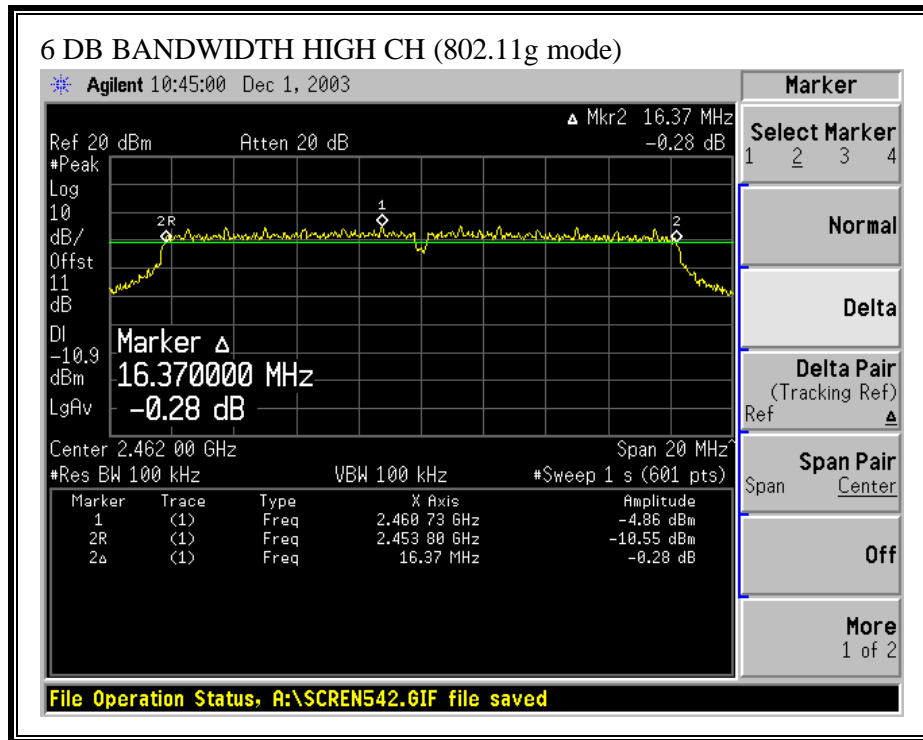 6 DB BANDWIDTH HIGH CH (802.11g mode)
Agilent 10:45:00 Dec 1, 2003
Marker
Δ Mkr2 16.37 MHz
Ref 20 dBm Atten 20 dB -0.28 dB
#Peak
Log
10
dB/
Offst
11
dB
DI
-10.9
dBm
LgAv
2R
1
2
Marker Δ
16.370000 MHz
-0.28 dB
Center 2.462 00 GHz Span 20 MHz^
#Res BW 100 kHz VBW 100 kHz #Sweep 1 s (601 pts)
Marker Trace Type X Axis Amplitude
1 (1) Freq 2.460 73 GHz -4.86 dBm
2R (1) Freq 2.453 80 GHz -10.55 dBm
2Δ (1) Freq 16.37 MHz -0.28 dB
Select Marker
1 2 3 4
Normal
Delta
Delta Pair
(Tracking Ref)
Ref Δ
Span Pair
Span Center
Off
More
1 of 2
File Operation Status, A:\SCREN542.GIF file saved